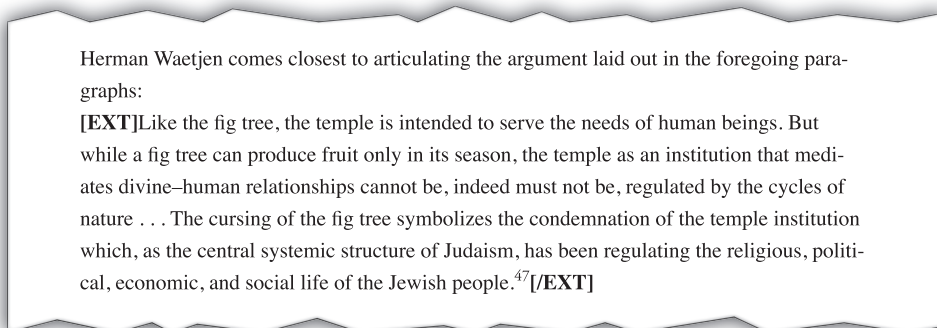 Herman Waetjen comes closest to articulating the argument laid out in the foregoing para-
graphs:
[EXT]Like the fig tree, the temple is intended to serve the needs of human beings. But
while a fig tree can produce fruit only in its season, the temple as an institution that medi-
ates divine–human relationships cannot be, indeed must not be, regulated by the cycles of
nature . . . The cursing of the fig tree symbolizes the condemnation of the temple institution
which, as the central systemic structure of Judaism, has been regulating the religious, politi-
cal, economic, and social life of the Jewish people.47[/EXT]